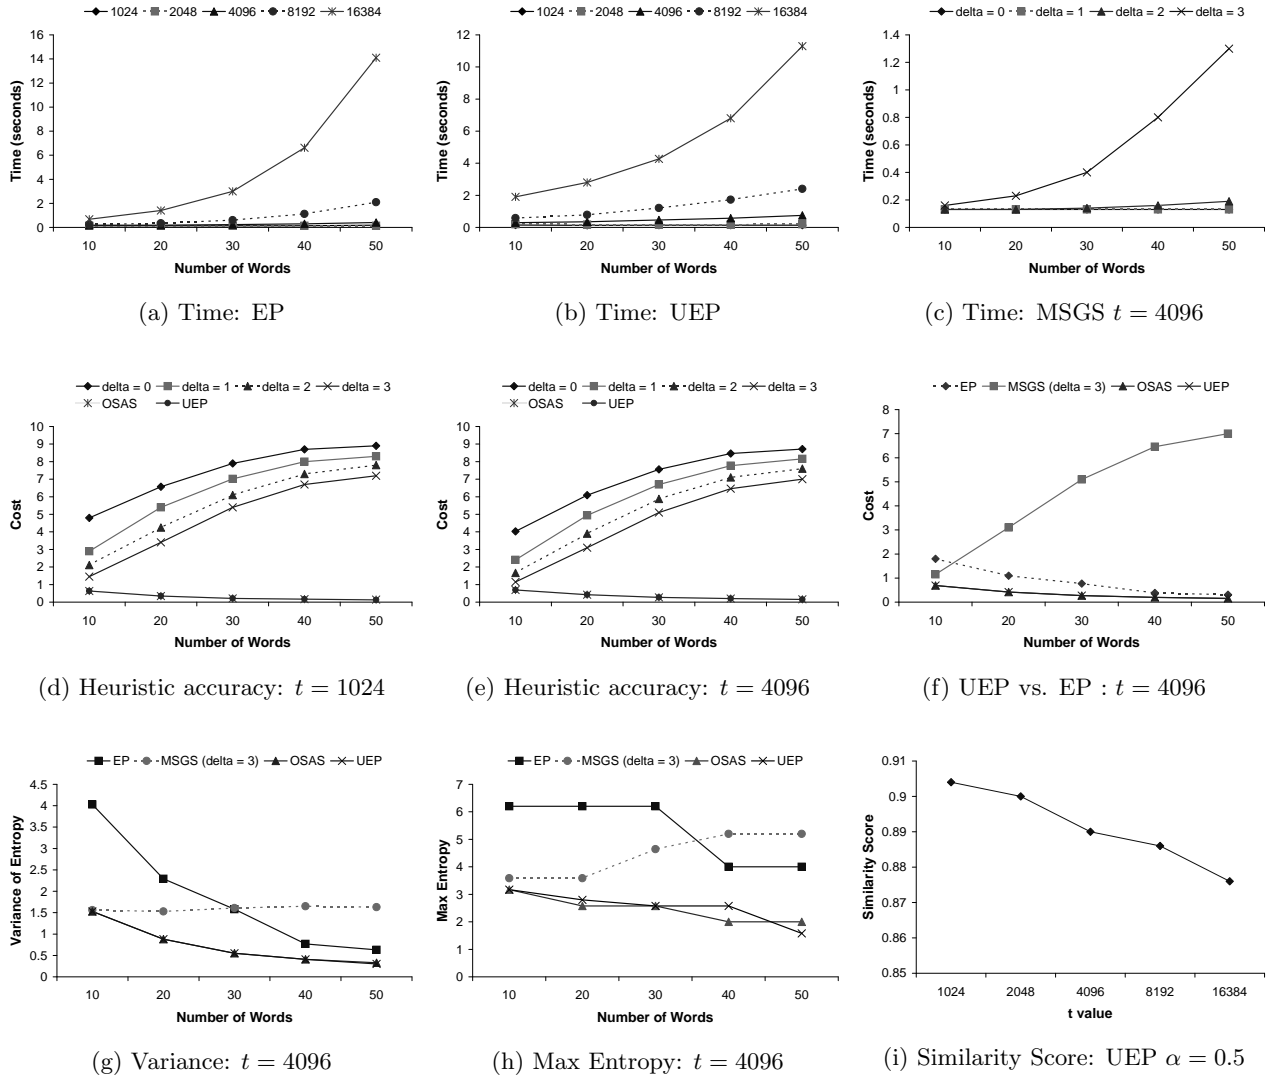 1024 2048 4096 8192 16384
16
14
12
10
8
6
4
2
0
Time (seconds)
10 20 30 40 50
Number of Words
(a) Time: EP
1024 2048 4096 8192 16384
12
10
8
6
4
2
0
Time (seconds)
10 20 30 40 50
Number of Words
(b) Time: UEP
delta = 0 delta = 1 delta = 2 delta = 3
1.4
1.2
1
0.8
0.6
0.4
0.2
0
Time (seconds)
10 20 30 40 50
Number of Words
(c) Time: MSGS t = 4096
delta = 0 delta = 1 delta = 2 delta = 3
OSAS UEP
10
9
8
7
6
5
4
3
2
1
0
Cost
10 20 30 40 50
Number of Words
(d) Heuristic accuracy: t = 1024
delta = 0 delta = 1 delta = 2 delta = 3
OSAS UEP
10
9
8
7
6
5
4
3
2
1
0
Cost
10 20 30 40 50
Number of Words
(e) Heuristic accuracy: t = 4096
EP MSGS (delta = 3) OSAS UEP
8
7
6
5
4
3
2
1
0
Cost
10 20 30 40 50
Number of Words
(f) UEP vs. EP : t = 4096
EP MSGS (delta = 3) OSAS UEP
4.5
4
3.5
3
2.5
2
1.5
1
0.5
0
Variance of Entropy
10 20 30 40 50
Number of Words
(g) Variance: t = 4096
EP MSGS (delta = 3) OSAS UEP
7
6
5
4
3
2
1
0
Max Entropy
10 20 30 40 50
Number of Words
(h) Max Entropy: t = 4096
0.91
0.9
0.89
0.88
0.87
0.86
0.85
Similarity Score
1024 2048 4096 8192 16384
t value
(i) Similarity Score: UEP α = 0.5